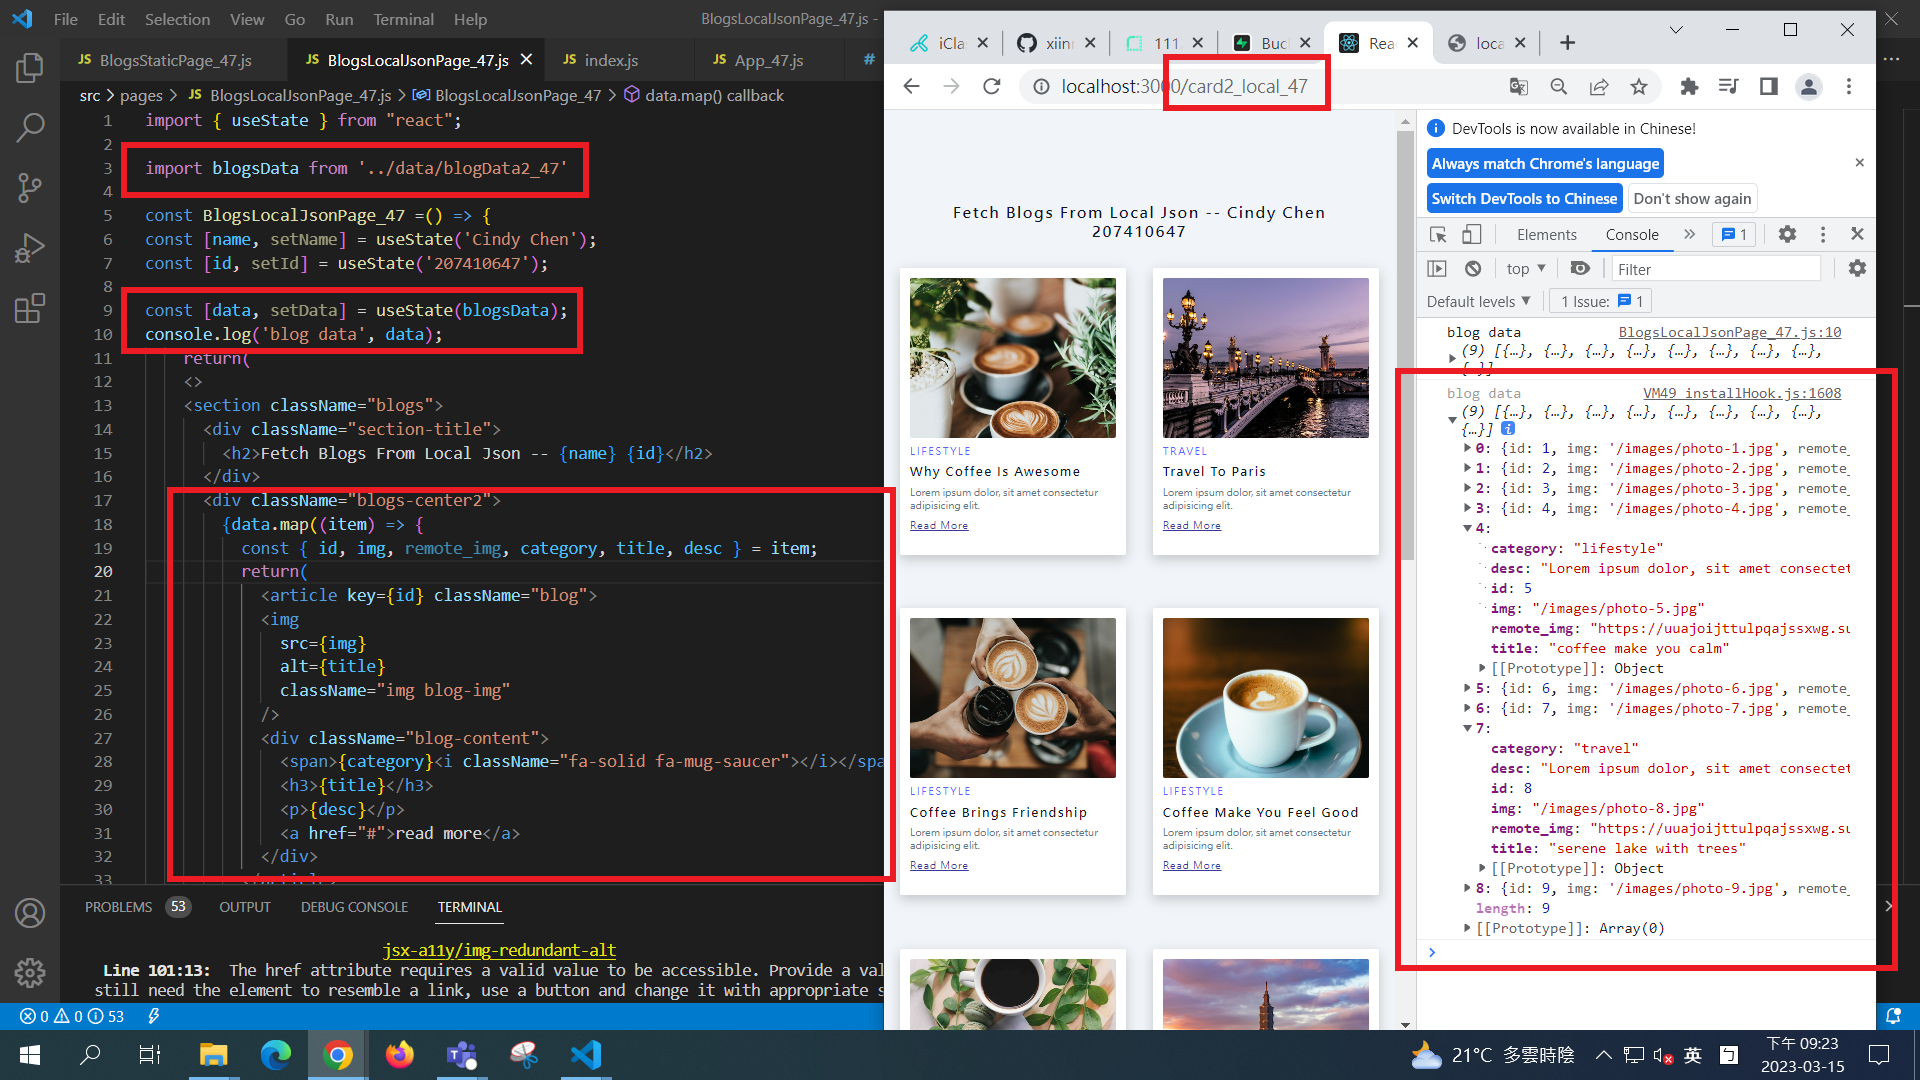 File Edit Selection View Go Run Terminal Help
BlogsLocalJsonPage_47.js -
JS BlogsStaticPage_47.js
JS BlogsLocalJsonPage_47.js
JS index.js
JS App_47.js
#
src > pages > JS BlogsLocalJsonPage_47.js > BlogsLocalJsonPage_47 > data.map() callback
1 import { useState } from "react";
2
3 import blogsData from '../data/blogData2_47'
4
5 const BlogsLocalJsonPage_47 =() => {
6 const [name, setName] = useState('Cindy Chen');
7 const [id, setId] = useState('207410647');
8
9 const [data, setData] = useState(blogsData);
10 console.log('blog data', data);
11 return(
12 <>
13 <section className="blogs">
14 <div className="section-title">
15 <h2>Fetch Blogs From Local Json -- {name} {id}</h2>
16 </div>
17 <div className="blogs-center2">
18 {data.map((item) => {
19 const { id, img, remote_img, category, title, desc } = item;
20 return(
21 <article key={id} className="blog">
22 <img
23 src={img}
24 alt={title}
25 className="img blog-img"
26 />
27 <div className="blog-content">
28 <span>{category}<i className="fa-solid fa-mug-saucer"></i></spa
29 <h3>{title}</h3>
30 <p>{desc}</p>
31 <a href="#">read more</a>
32 </div>
33 </article>
PROBLEMS 53 OUTPUT DEBUG CONSOLE TERMINAL
jsx-a11y/img-redundant-alt
Line 101:13: The href attribute requires a valid value to be accessible. Provide a val
still need the element to resemble a link, use a button and change it with appropriate s
0 0 53
iCla
xiinr
111
Buc
Rea
loca
localhost:3000/card2_local_47
Fetch Blogs From Local Json -- Cindy Chen
207410647
LIFESTYLE
Why Coffee Is Awesome
Lorem ipsum dolor, sit amet consectetur
adipisicing elit.
Read More
TRAVEL
Travel To Paris
Lorem ipsum dolor, sit amet consectetur
adipisicing elit.
Read More
LIFESTYLE
Coffee Brings Friendship
Lorem ipsum dolor, sit amet consectetur
adipisicing elit.
Read More
LIFESTYLE
Coffee Make You Feel Good
Lorem ipsum dolor, sit amet consectetur
adipisicing elit.
Read More
DevTools is now available in Chinese!
Always match Chrome's language
Switch DevTools to Chinese
Don't show again
Elements Console » 1
top ▼ Filter
Default levels ▼ 1 Issue: 1
blog data BlogsLocalJsonPage_47.js:10
(9) [{…}, {…}, {…}, {…}, {…}, {…}, {…}, {…},
{…}]
blog data VM49 installHook.js:1608
(9) [{…}, {…}, {…}, {…}, {…}, {…}, {…}, {…},
{…}]
0: {id: 1, img: '/images/photo-1.jpg', remote_
1: {id: 2, img: '/images/photo-2.jpg', remote_
2: {id: 3, img: '/images/photo-3.jpg', remote_
3: {id: 4, img: '/images/photo-4.jpg', remote_
4:
category: "lifestyle"
desc: "Lorem ipsum dolor, sit amet consectet
id: 5
img: "/images/photo-5.jpg"
remote_img: "https://uuajoijttulpqajssxwg.su
title: "coffee make you calm"
[[Prototype]]: Object
5: {id: 6, img: '/images/photo-6.jpg', remote_
6: {id: 7, img: '/images/photo-7.jpg', remote_
7:
category: "travel"
desc: "Lorem ipsum dolor, sit amet consectet
id: 8
img: "/images/photo-8.jpg"
remote_img: "https://uuajoijttulpqajssxwg.su
title: "serene lake with trees"
[[Prototype]]: Object
8: {id: 9, img: '/images/photo-9.jpg', remote_
length: 9
[[Prototype]]: Array(0)
21°C 多雲時陰
英
下午 09:23
2023-03-15